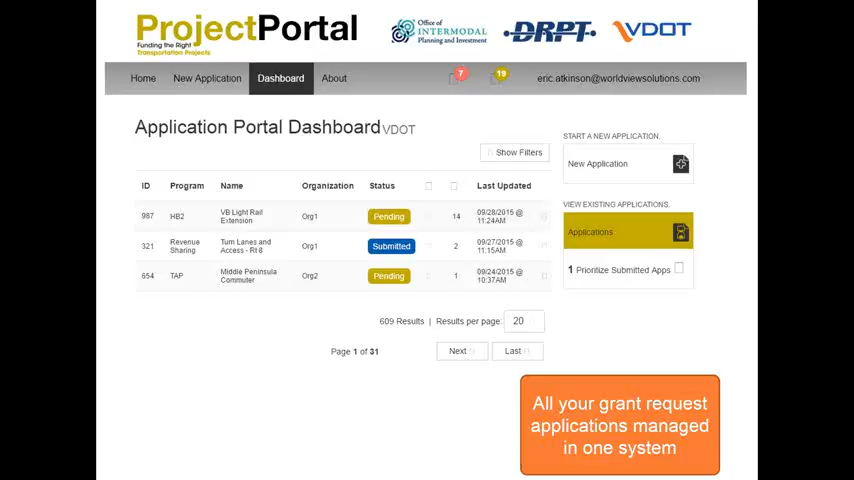 ProjectPortal
Funding the Right
Transportation Projects
Office of
INTERMODAL
Planning and Investment
DRPT
VDOT
Home New Application Dashboard About 7 19 eric.atkinson@worldviewsolutions.com
Application Portal Dashboard VDOT
Show Filters
ID Program Name Organization Status Last Updated
987 HB2 VB Light Rail Extension Org1 Pending 14 09/28/2015 @ 11:24AM
321 Revenue Sharing Turn Lanes and Access - Rt 8 Org1 Submitted 2 09/27/2015 @ 11:15AM
654 TAP Middle Peninsula Commuter Org2 Pending 1 09/24/2015 @ 10:37AM
609 Results | Results per page: 20
Page 1 of 31 Next Last
START A NEW APPLICATION.
New Application
VIEW EXISTING APPLICATIONS.
Applications
1 Prioritize Submitted Apps
All your grant request
applications managed
in one system